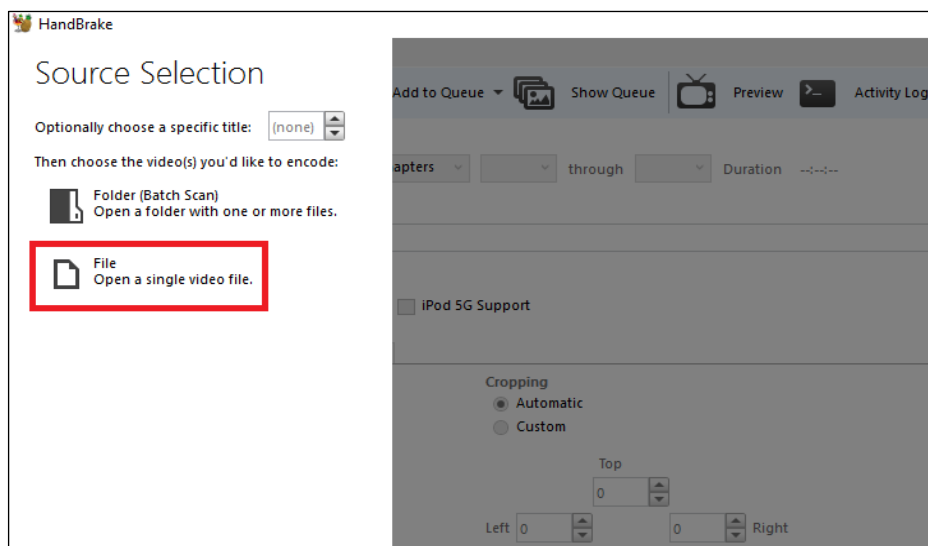 HandBrake
Source Selection
Add to Queue
Show Queue
Preview
Activity Log
Optionally choose a specific title: (none)
Then choose the video(s) you'd like to encode:
apters
through
Duration --:--:--
Folder (Batch Scan)
Open a folder with one or more files.
File
Open a single video file.
iPod 5G Support
Cropping
Automatic
Custom
Top
0
Left 0
0 Right